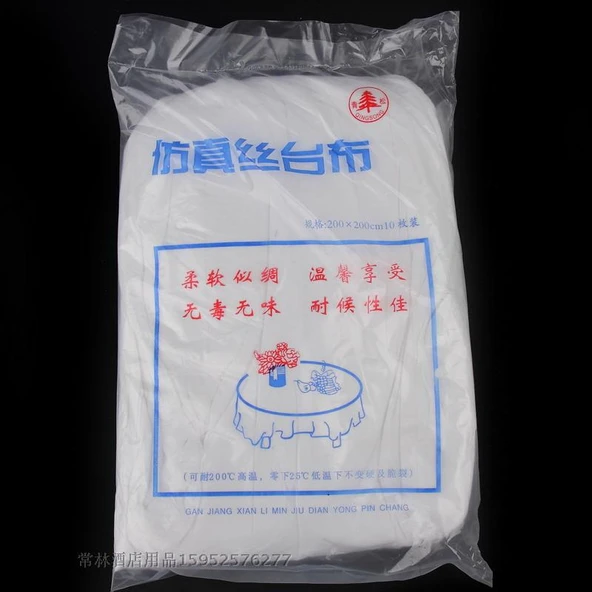 青松
QINGSONG
仿真丝台布
规格:200×200cm10枚装
柔软似绸 温馨享受
无毒无味 耐候性佳
(可耐200℃高温，零下25℃低温下不变硬及脆裂)
GAN JIANG XIAN LI MIN JIU DIAN YONG PIN CHANG
常林酒店用品15952576277